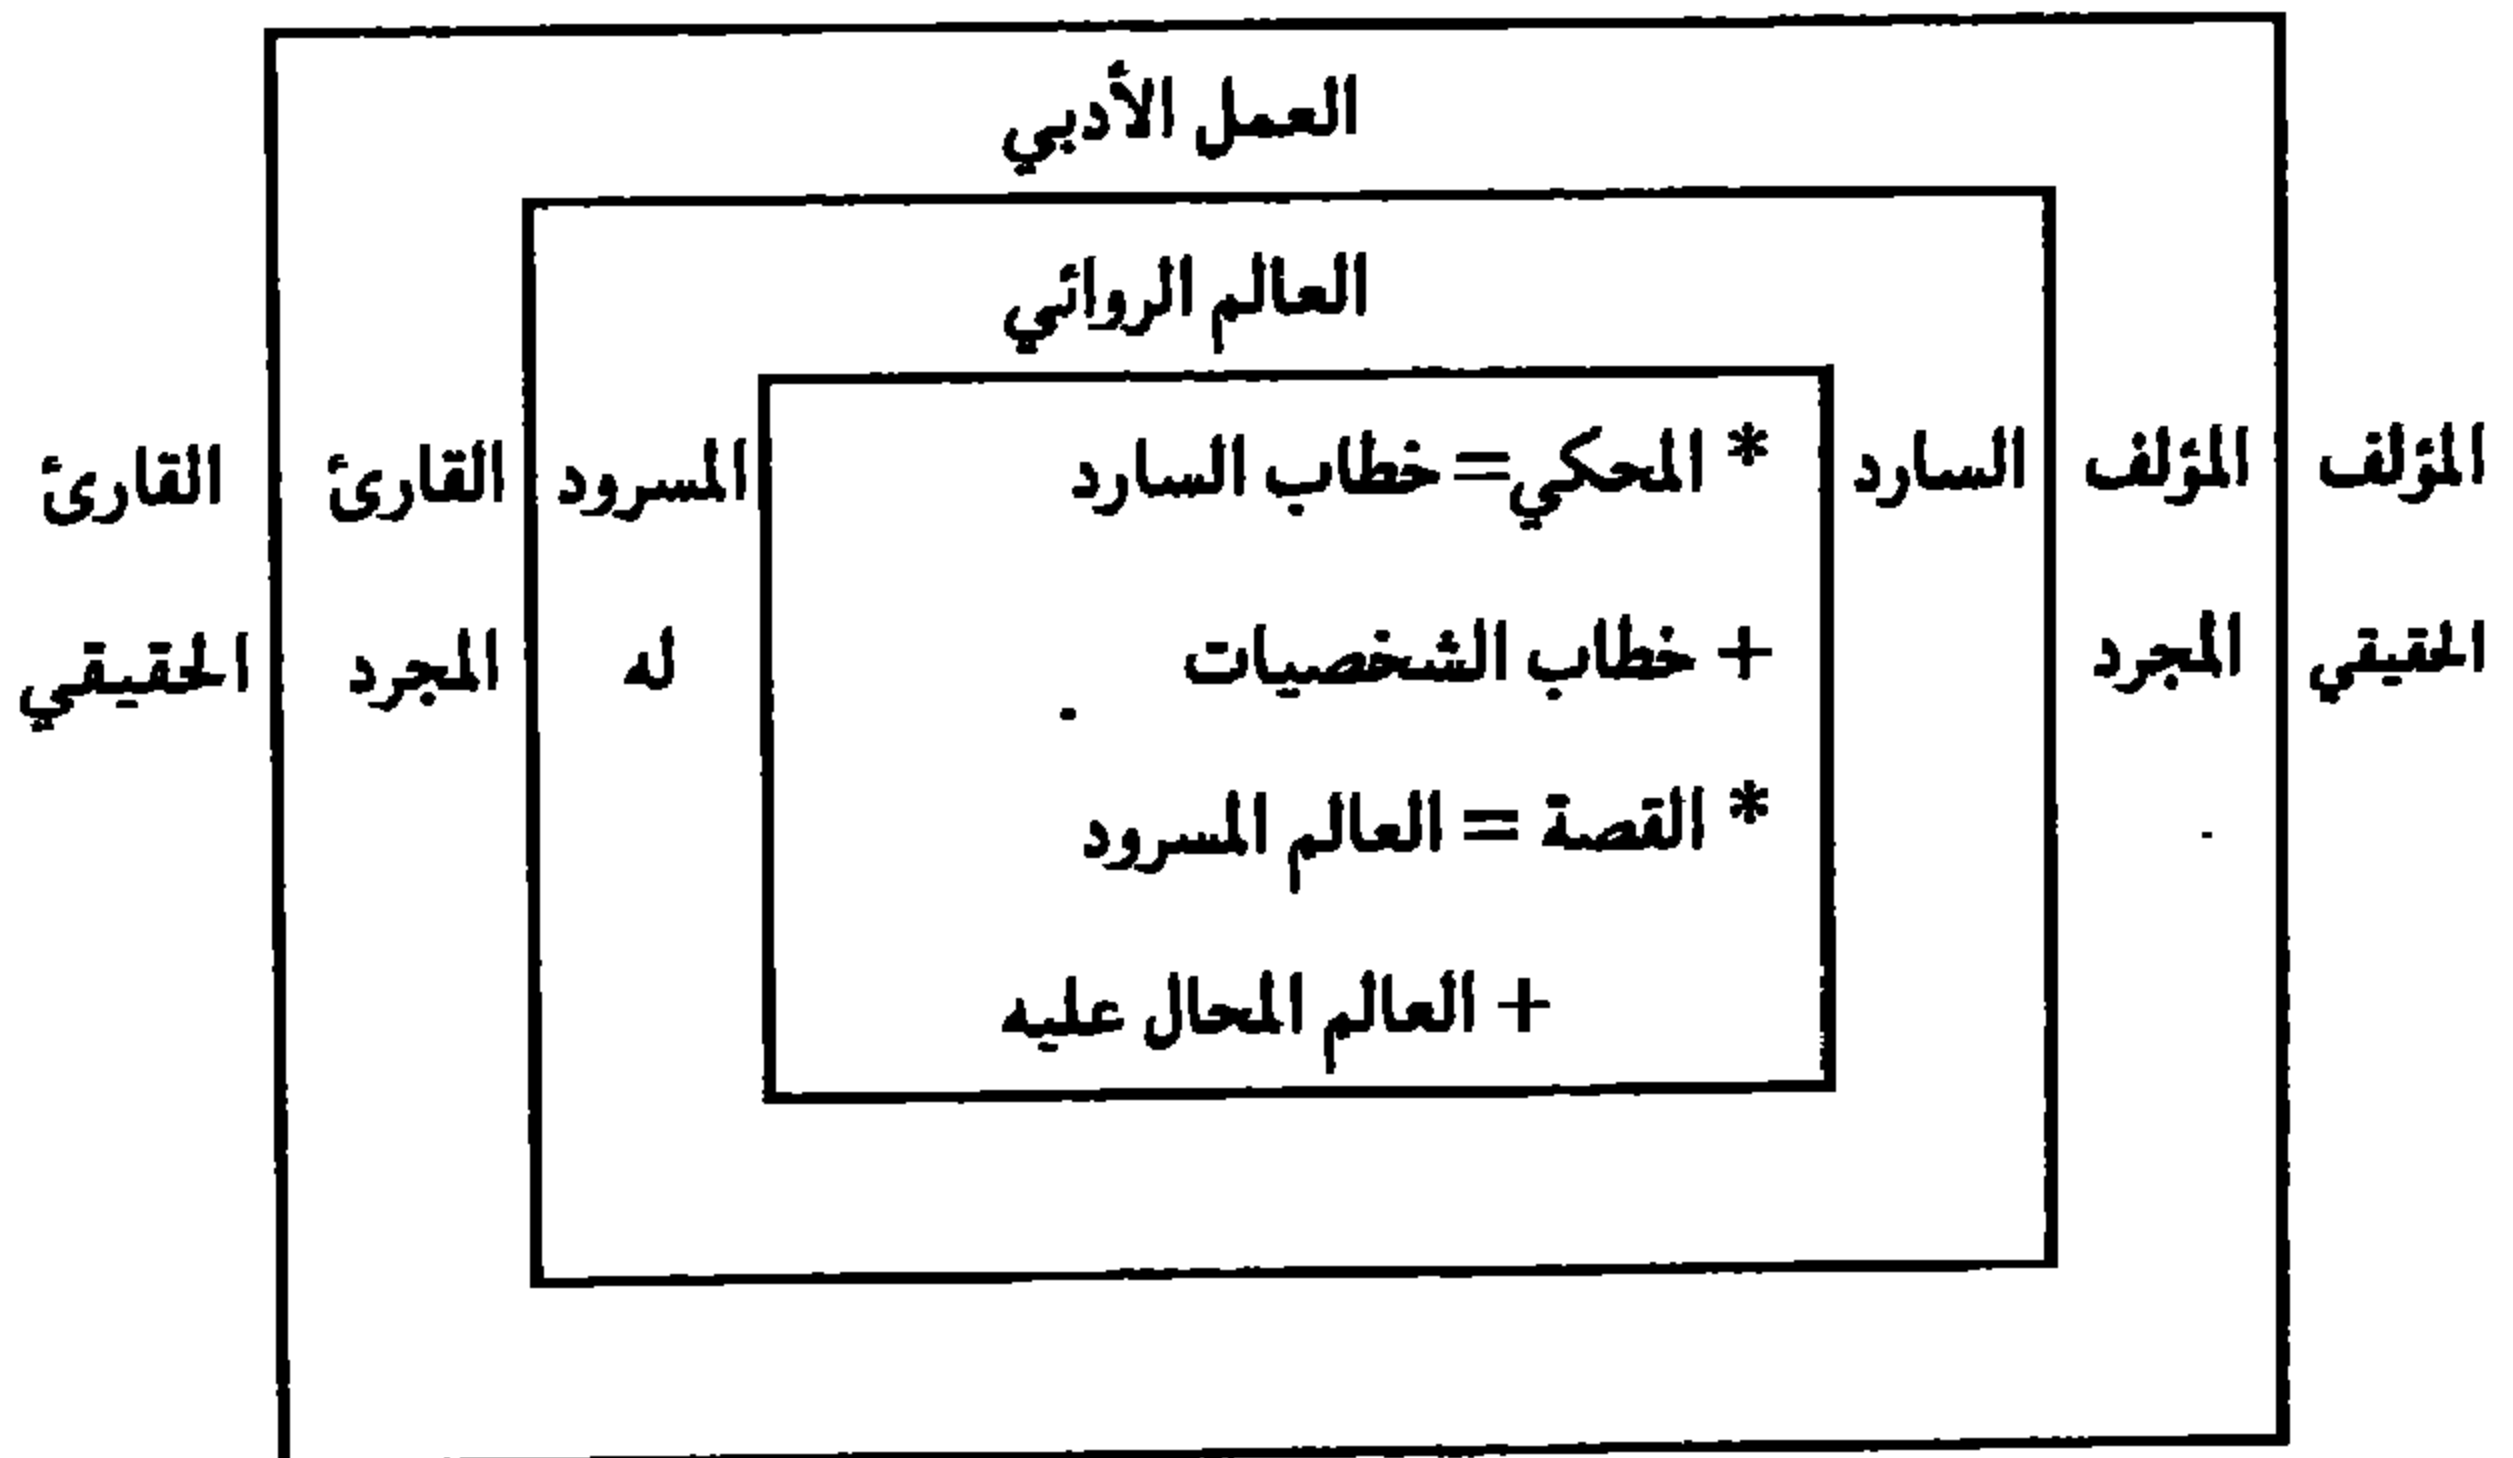 العمل الأدبي
العالم الروائي
المؤلف
الحقيقي
المؤلف
المجرد
السارد
* المحكي= خطاب السارد
+ خطاب الشخصيات
* القصة = العالم المسرود
+ العالم المحال عليه
المسرود
له
القارئ
المجرد
القارئ
الحقيقي